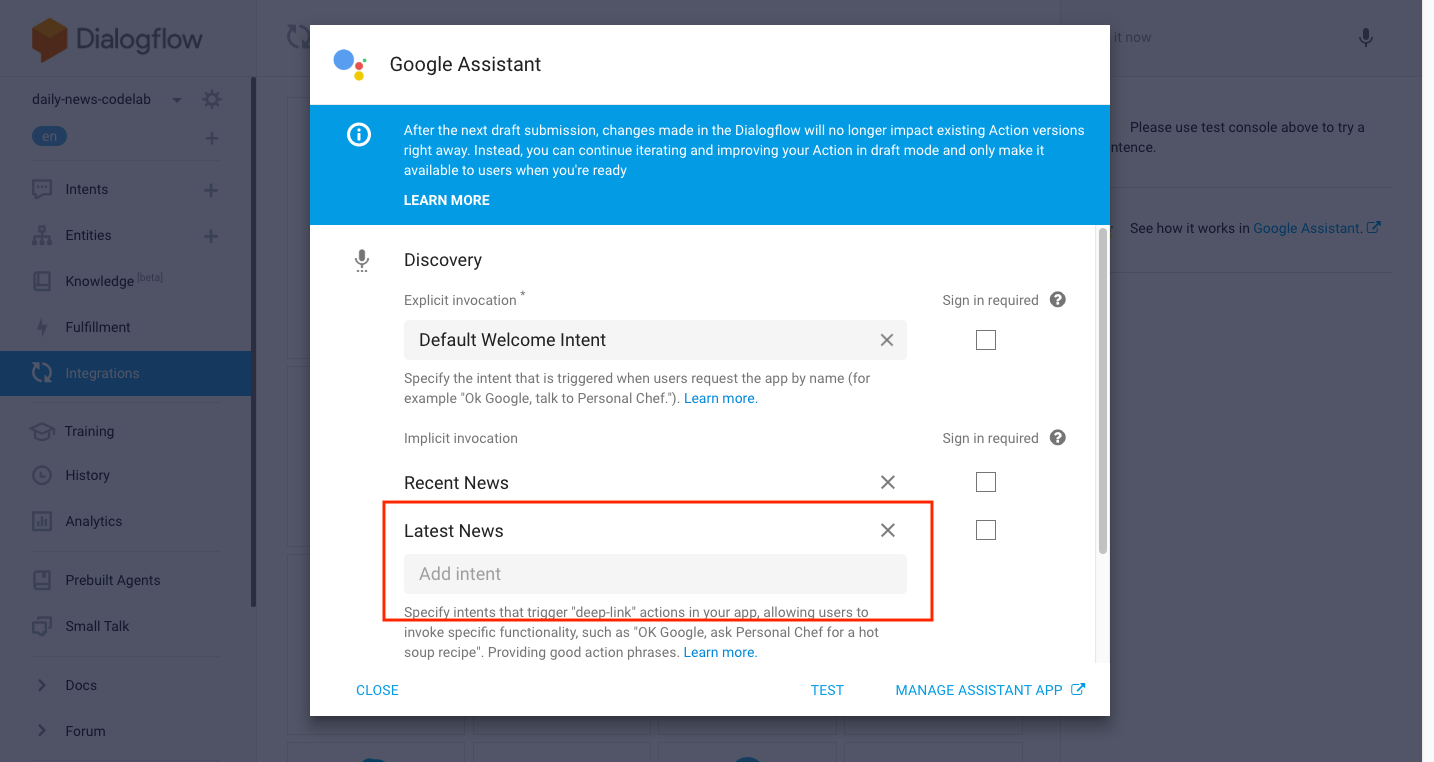 Dialogflow
daily-news-codelab
en
Intents
Entities
Knowledge [beta]
Fulfillment
Integrations
Training
History
Analytics
Prebuilt Agents
Small Talk
Docs
Forum
Google Assistant
After the next draft submission, changes made in the Dialogflow will no longer impact existing Action versions
right away. Instead, you can continue iterating and improving your Action in draft mode and only make it
available to users when you're ready
LEARN MORE
Discovery
Explicit invocation *
Sign in required
Default Welcome Intent
Specify the intent that is triggered when users request the app by name (for
example "Ok Google, talk to Personal Chef."). Learn more.
Implicit invocation
Sign in required
Recent News
Latest News
Add intent
Specify intents that trigger "deep-link" actions in your app, allowing users to
invoke specific functionality, such as "OK Google, ask Personal Chef for a hot
soup recipe". Providing good action phrases. Learn more.
CLOSE
TEST
MANAGE ASSISTANT APP
it now
Please use test console above to try a
ntence.
See how it works in Google Assistant.